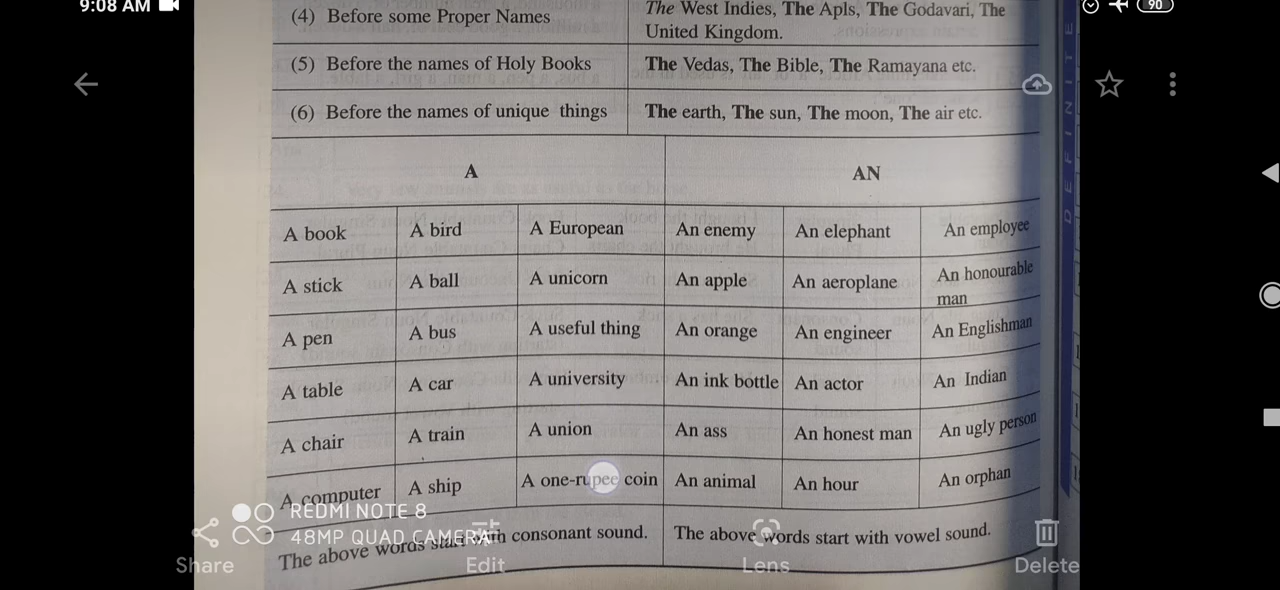 9:08 AM
90
(4) Before some Proper Names
The West Indies, The Apls, The Godavari, The
United Kingdom.
(5) Before the names of Holy Books
The Vedas, The Bible, The Ramayana etc.
(6) Before the names of unique things
The earth, The sun, The moon, The air etc.
DEFINITE
A AN
A book A bird A European An enemy An elephant An employee
A stick A ball A unicorn An apple An aeroplane An honourable
man
A pen A bus A useful thing An orange An engineer An Englishman
A table A car A university An ink bottle An actor An Indian
A chair A train A union An ass An honest man An ugly person
A computer A ship A one-rupee coin An animal An hour An orphan
REDMI NOTE 8
48MP QUAD CAMERA
The above words start with consonant sound. The above words start with vowel sound.
Share Edit Lens Delete